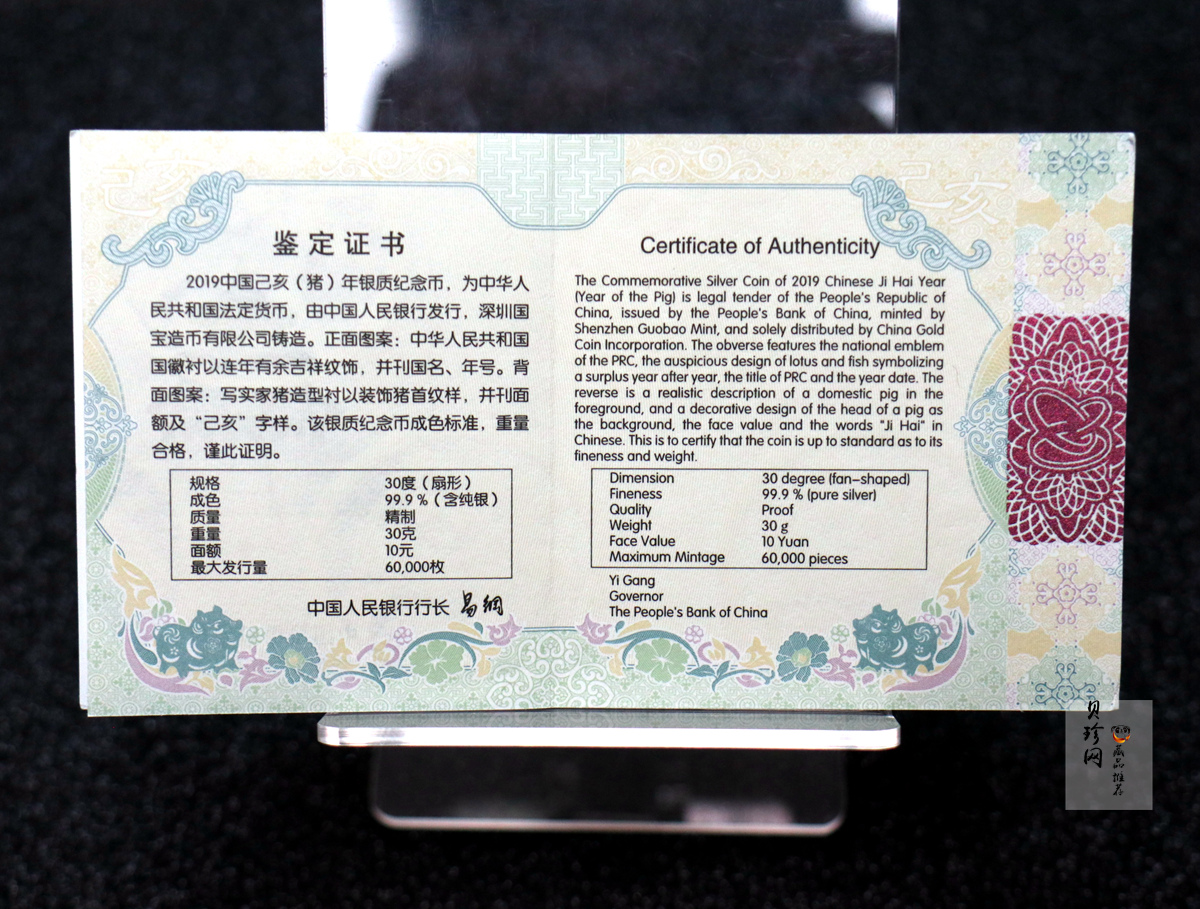 鉴定证书
2019中国己亥（猪）年银质纪念币，为中华人
民共和国法定货币，由中国人民银行发行，深圳国
宝造币有限公司铸造。正面图案：中华人民共和国
国徽衬以连年有余吉祥纹饰，并刊国名、年号。背
面图案：写实家猪造型衬以装饰猪首纹样，并刊面
额及“己亥”字样。该银质纪念币成色标准，重量
合格，谨此证明。
规格 30度（扇形）
成色 99.9％（含纯银）
质量 精制
重量 30克
面额 10元
最大发行量 60,000枚
中国人民银行行长 易纲
己亥
Certificate of Authenticity
The Commemorative Silver Coin of 2019 Chinese Ji Hai Year
(Year of the Pig) is legal tender of the People's Republic of
China, issued by the People's Bank of China, minted by
Shenzhen Guobao Mint, and solely distributed by China Gold
Coin Incorporation. The obverse features the national emblem
of the PRC, the auspicious design of lotus and fish symbolizing
a surplus year after year, the title of PRC and the year date. The
reverse is a realistic description of a domestic pig in the
foreground, and a decorative design of the head of a pig as
the background, the face value and the words "Ji Hai" in
Chinese. This is to certify that the coin is up to standard as to its
fineness and weight.
Dimension 30 degree (fan-shaped)
Fineness 99.9 % (pure silver)
Quality Proof
Weight 30 g
Face Value 10 Yuan
Maximum Mintage 60,000 pieces
Yi Gang
Governor
The People's Bank of China
己亥
贝珍网
藏品推荐